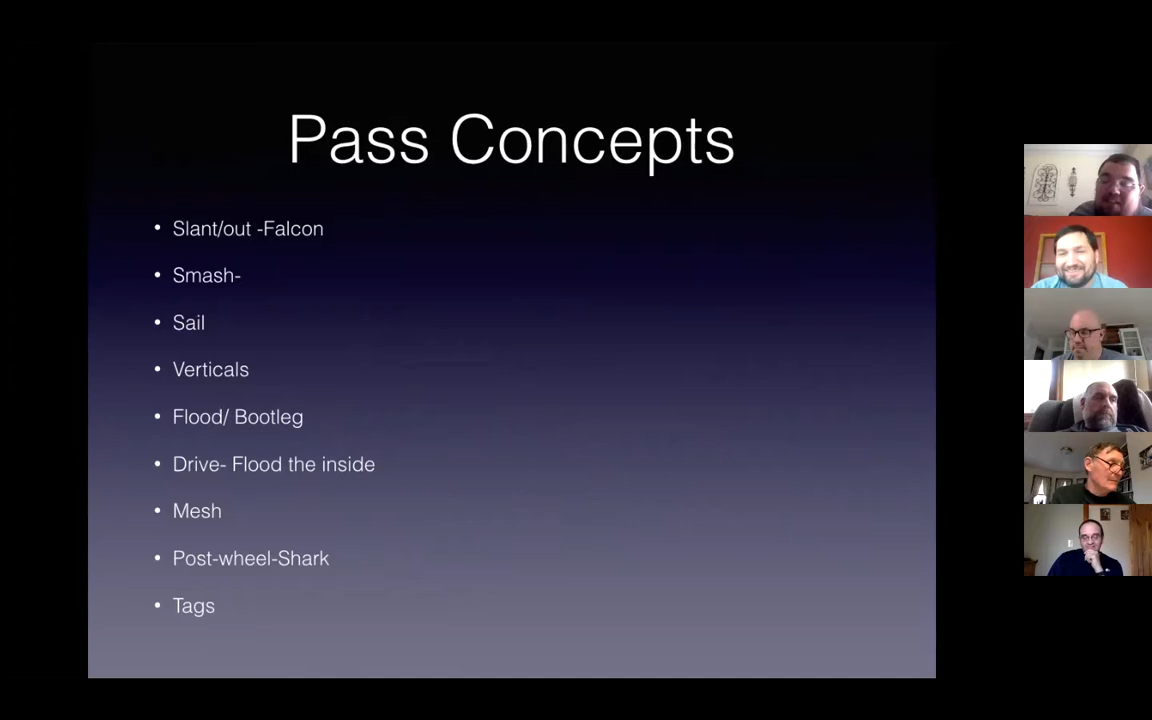 Pass Concepts
• Slant/out -Falcon
• Smash-
• Sail
• Verticals
• Flood/ Bootleg
• Drive- Flood the inside
• Mesh
• Post-wheel-Shark
• Tags